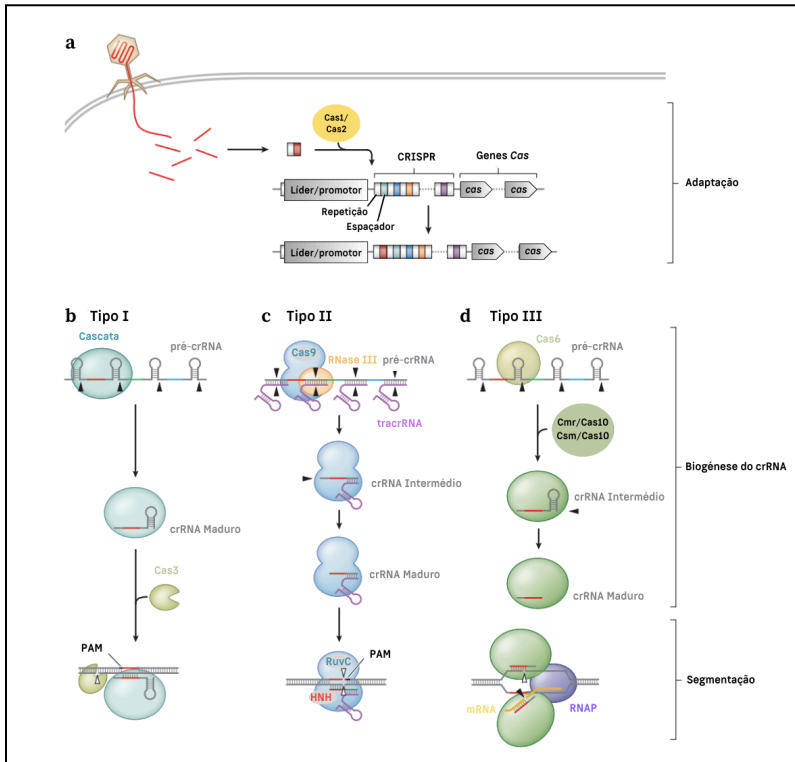 a
Cas1/
Cas2
CRISPR
Genes Cas
Líder/promotor
cas
cas
Repetição
Espaçador
Líder/promotor
cas
cas
Adaptação
b Tipo I
Cascata
pré-crRNA
crRNA Maduro
Cas3
PAM
c Tipo II
Cas9
RNase III
pré-crRNA
tracrRNA
crRNA Intermédio
crRNA Maduro
RuvC
PAM
HNH
d Tipo III
Cas6
pré-crRNA
Cmr/Cas10
Csm/Cas10
crRNA Intermédio
crRNA Maduro
mRNA
RNAP
Biogénese do crRNA
Segmentação